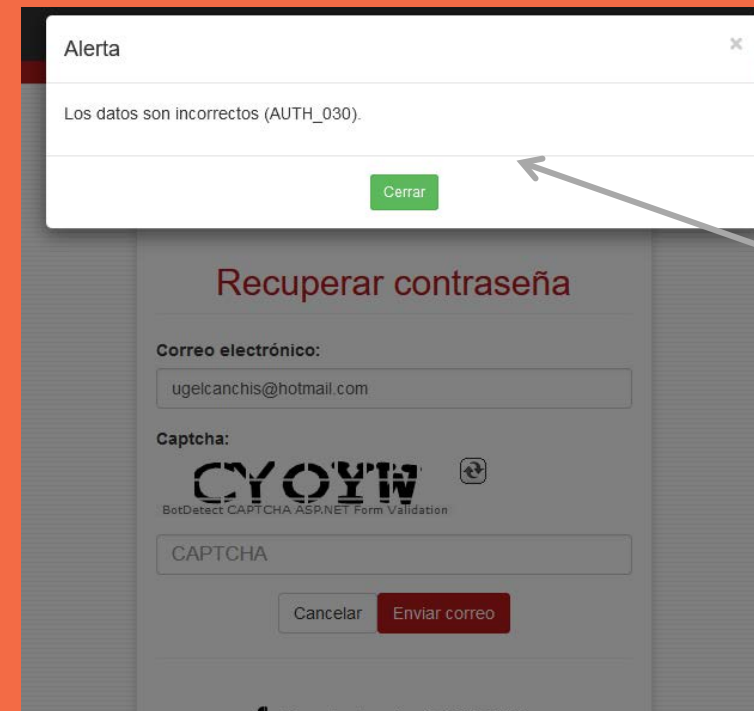 Alerta
×
Los datos son incorrectos (AUTH_030).
Cerrar
Recuperar contraseña
Correo electrónico:
ugelcanchis@hotmail.com
Captcha:
CYOYW
BotDetect CAPTCHA ASP.NET Form Validation
CAPTCHA
Cancelar Enviar correo